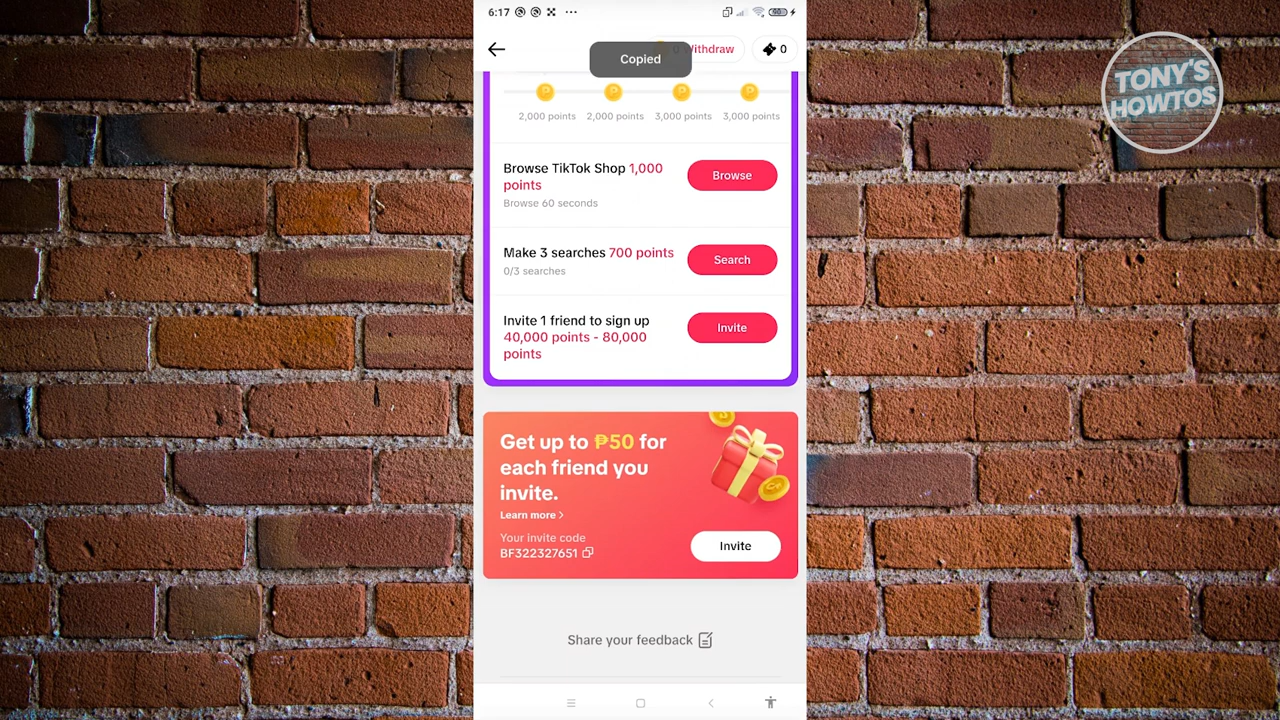 6:17
90
0 Withdraw
0
Copied
TONY'S
HOWTOS
2,000 points
2,000 points
3,000 points
3,000 points
Browse TikTok Shop 1,000
points
Browse 60 seconds
Browse
Make 3 searches 700 points
0/3 searches
Search
Invite 1 friend to sign up
40,000 points - 80,000
points
Invite
Get up to ₱50 for
each friend you
invite.
Learn more >
Your invite code
BF322327651
Invite
Share your feedback